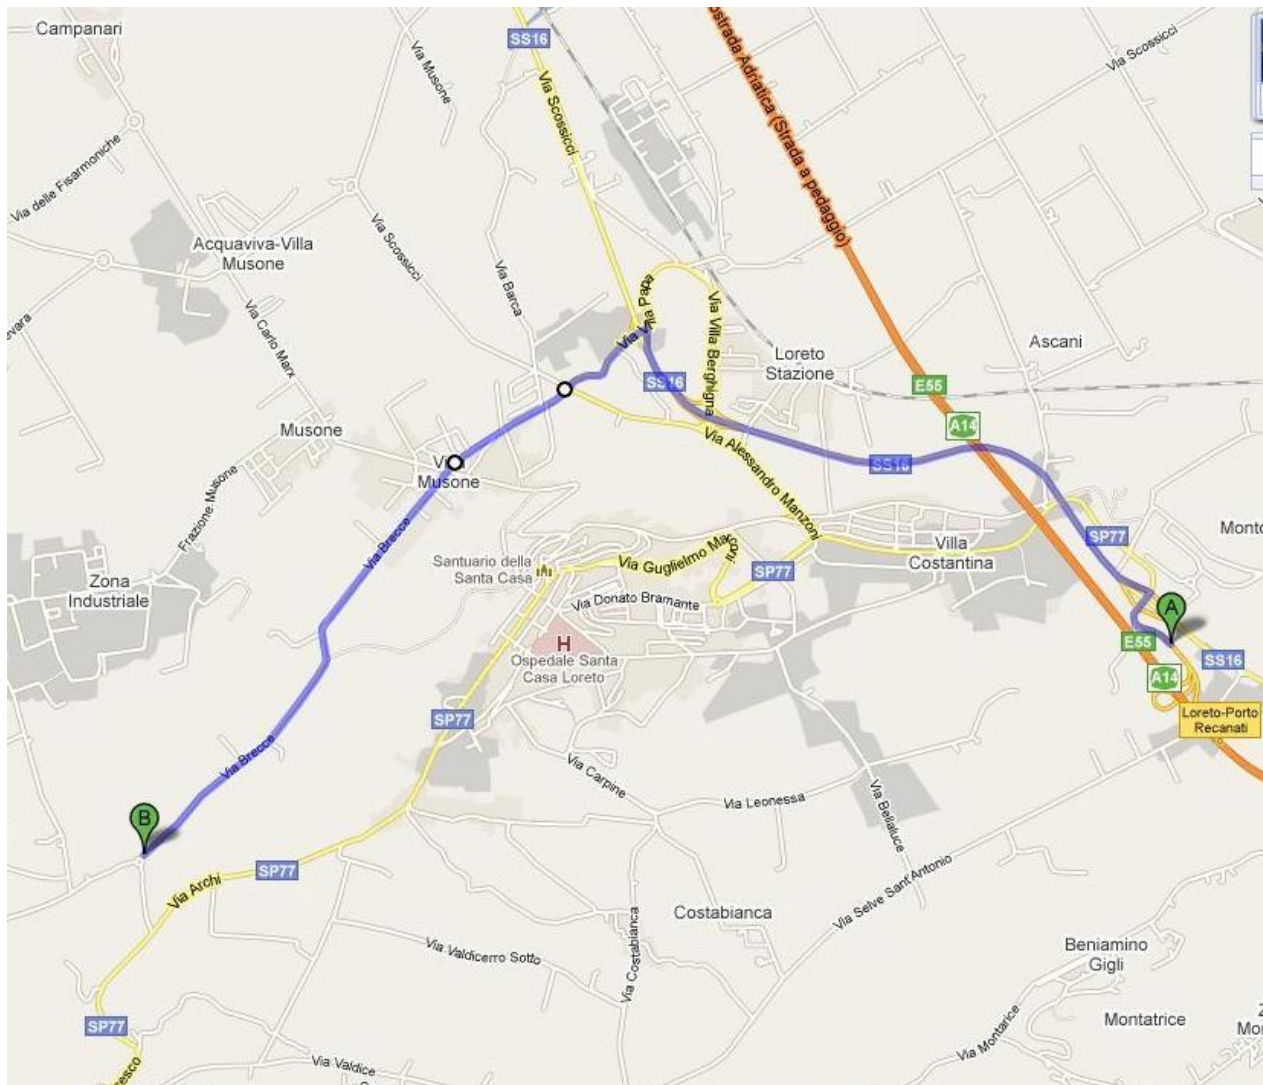 Campanari
SS16
Via Musone
Via Scossicci
ostrada Adriatica (Strada a pedaggio)
Via Scossicci
Via delle Fisarmoniche
Via Scossicci
Acquaviva-Villa
Musone
Via Barca
Via Papa
Via Villa Berghigna
evara
Via Carlo Marx
Via V
Loreto
Stazione
Ascani
SS16
E55
A14
Musone
Via Alessandro Manzoni
SS16
Villa
Musone
Frazione Musone
Via Brecce
SP77
Monto
Villa
Costantina
Santuario della
Santa Casa
Via Guglielmo Marconi
SP77
Zona
Industriale
Via Donato Bramante
A
H
Ospedale Santa
Casa Loreto
E55
SS16
A14
SP77
Loreto-Porto
Recanati
Via Brecce
Via Carpine
Via Leonessa
Via Bellaluce
B
SP77
Via Archi
Via Selve Sant'Antonio
Costabianca
Via Costabianca
Via Valdicerro Sotto
Beniamino
Gigli
SP77
Montatrice
Via Montarice
Via Valdice
esco